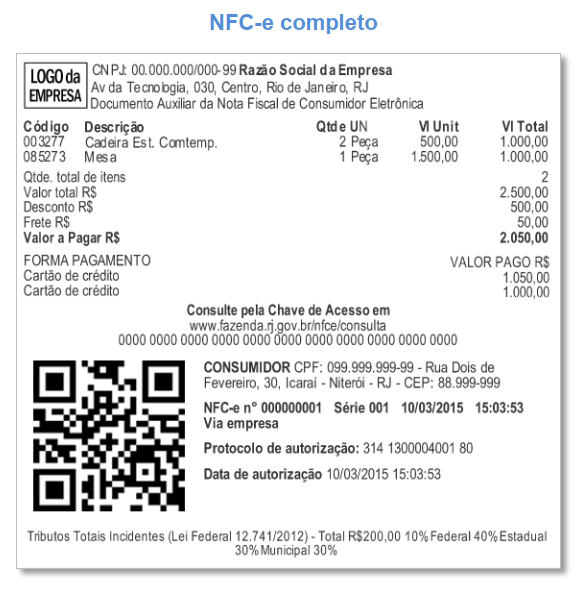 NFC-e completo
LOGO da
EMPRESA
CNPJ: 00.000.000/000-99 Razão Social da Empresa
Av da Tecnologia, 030, Centro, Rio de Janeiro, RJ
Documento Auxiliar da Nota Fiscal de Consumidor Eletrônica
Código Descrição Qtde UN Vl Unit Vl Total
003277 Cadeira Est. Comtemp. 2 Peça 500,00 1.000,00
085273 Mesa 1 Peça 1.500,00 1.000,00
Qtde. total de itens 2
Valor total R$ 2.500,00
Desconto R$ 500,00
Frete R$ 50,00
Valor a Pagar R$ 2.050,00
FORMA PAGAMENTO VALOR PAGO R$
Cartão de crédito 1.050,00
Cartão de crédito 1.000,00
Consulte pela Chave de Acesso em
www.fazenda.rj.gov.br/nfce/consulta
0000 0000 0000 0000 0000 0000 0000 0000 0000 0000 0000
CONSUMIDOR CPF: 099.999.999-99 - Rua Dois de
Fevereiro, 30, Icaraí - Niterói - RJ - CEP: 88.999-999
NFC-e n° 000000001 Série 001 10/03/2015 15:03:53
Via empresa
Protocolo de autorização: 314 1300004001 80
Data de autorização 10/03/2015 15:03:53
Tributos Totais Incidentes (Lei Federal 12.741/2012) - Total R$200,00 10% Federal 40% Estadual
30% Municipal 30%